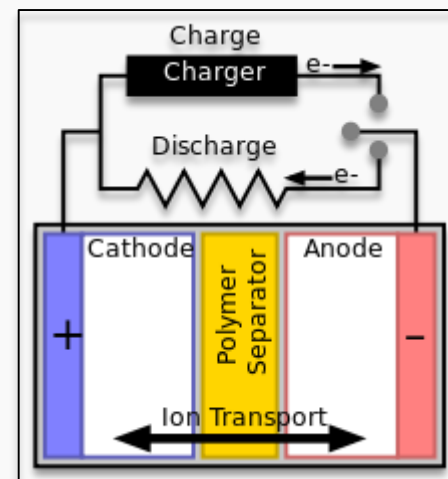 Charge
Charger
e-
Discharge
e-
Cathode
Polymer
Separator
Anode
+
-
Ion Transport